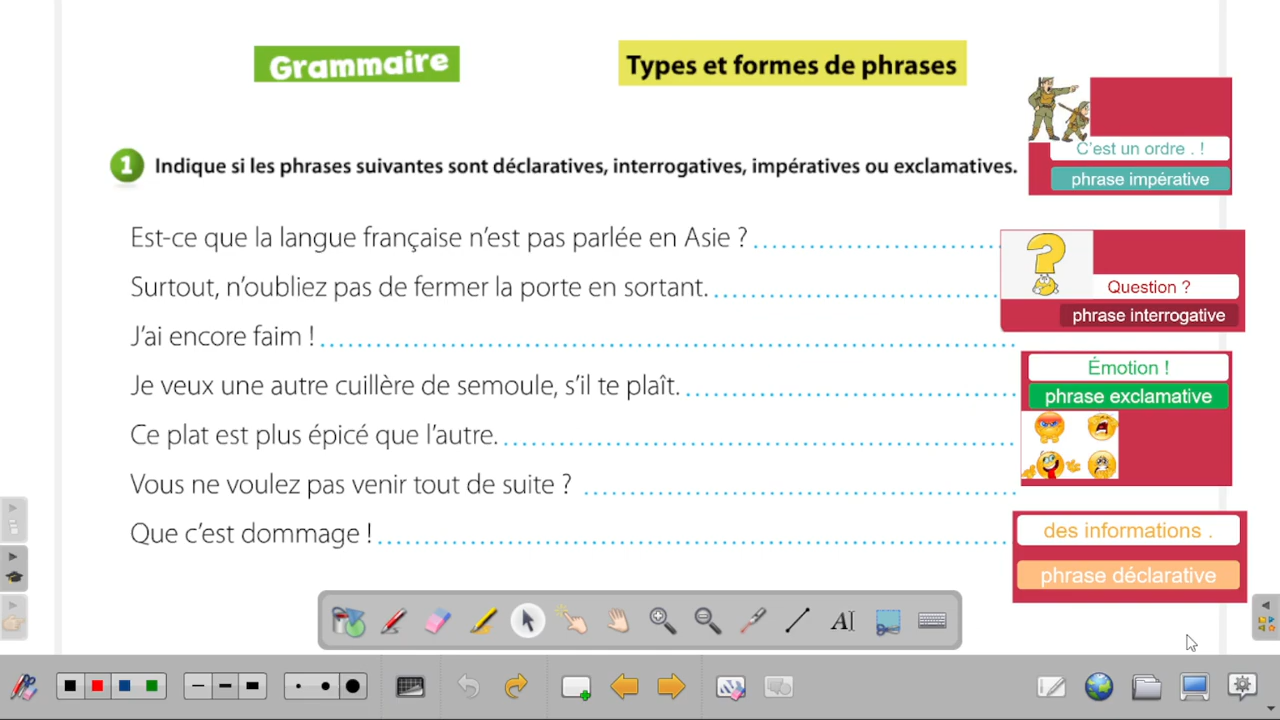 Grammaire
Types et formes de phrases
1 Indique si les phrases suivantes sont déclaratives, interrogatives, impératives ou exclamatives.
Est-ce que la langue française n'est pas parlée en Asie ?
Surtout, n'oubliez pas de fermer la porte en sortant.
J'ai encore faim !
Je veux une autre cuillère de semoule, s'il te plaît.
Ce plat est plus épicé que l'autre.
Vous ne voulez pas venir tout de suite ?
Que c'est dommage !
C'est un ordre . !
phrase impérative
Question ?
phrase interrogative
Émotion !
phrase exclamative
des informations .
phrase déclarative